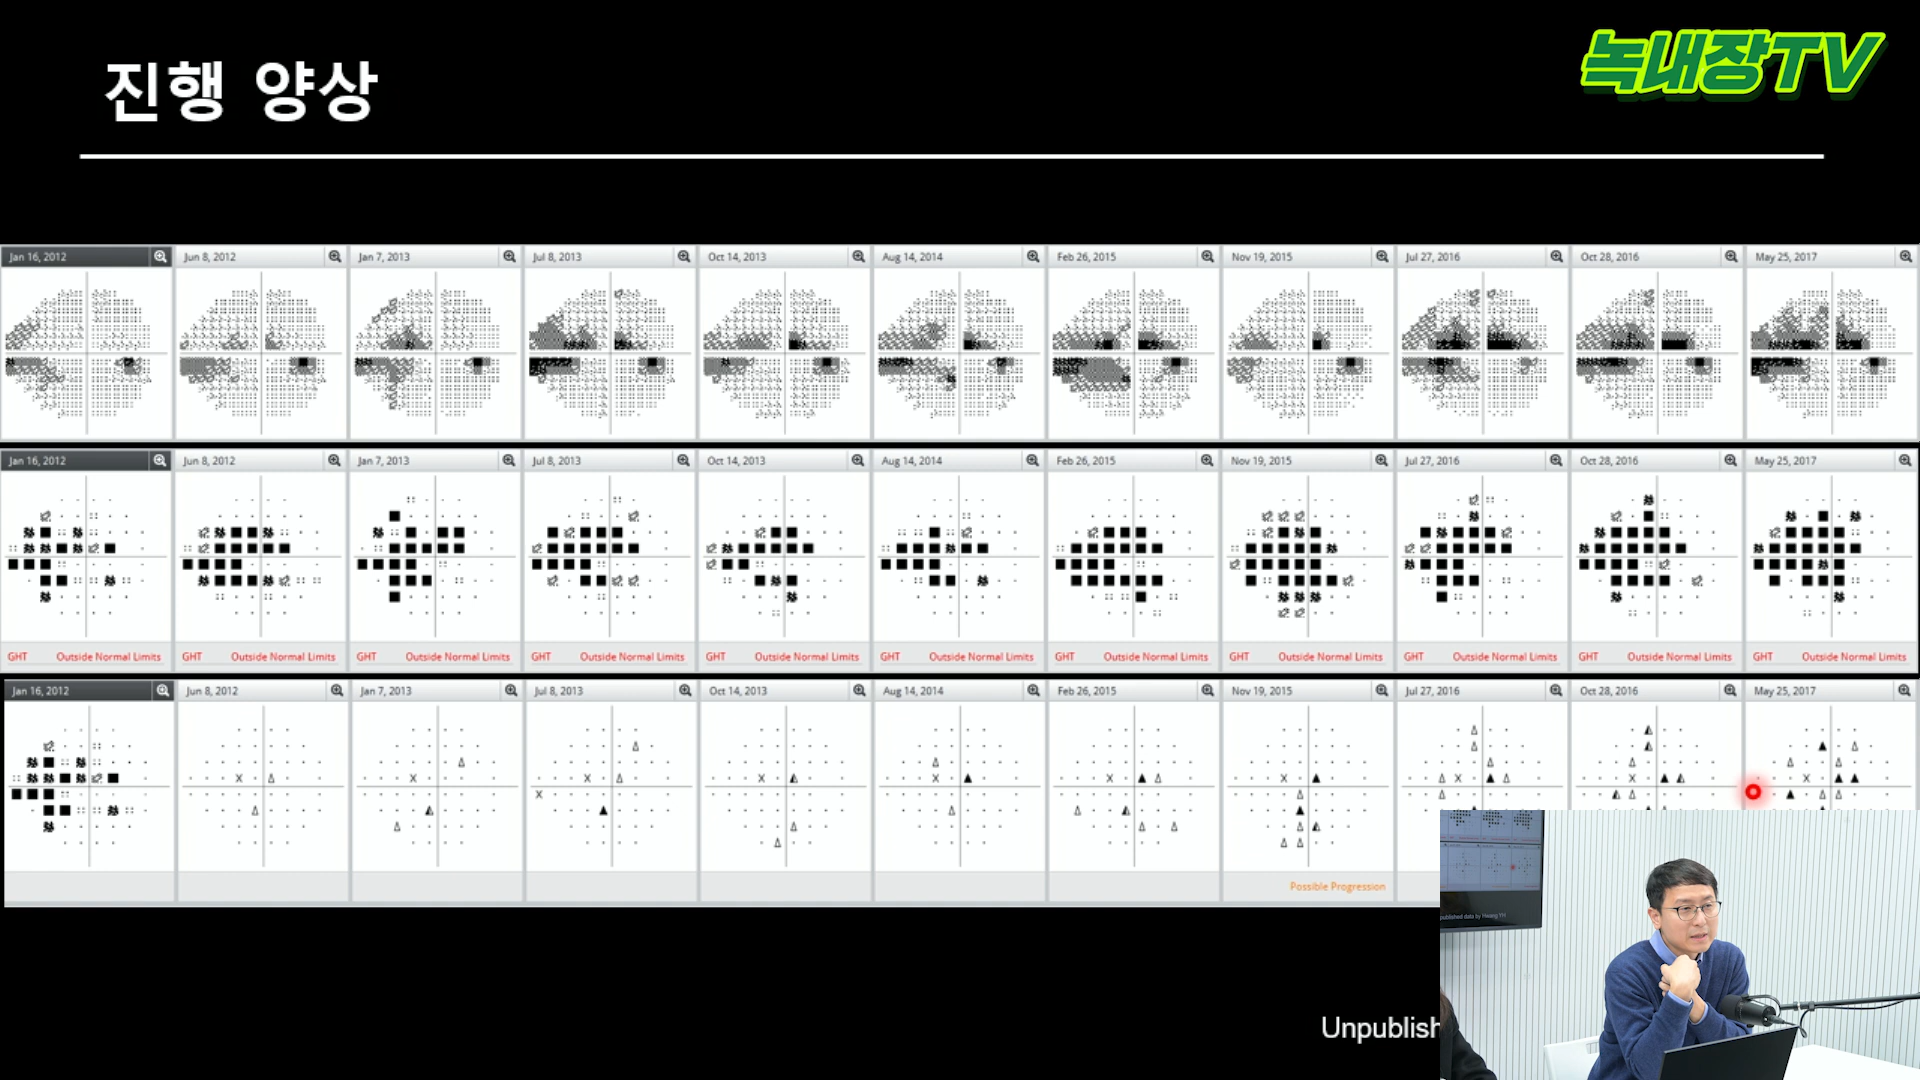 진행 양상
녹내장TV
Jan 16, 2012
Jun 8, 2012
Jan 7, 2013
Jul 8, 2013
Oct 14, 2013
Aug 14, 2014
Feb 26, 2015
Nov 19, 2015
Jul 27, 2016
Oct 28, 2016
May 25, 2017
Jan 16, 2012
Jun 8, 2012
Jan 7, 2013
Jul 8, 2013
Oct 14, 2013
Aug 14, 2014
Feb 26, 2015
Nov 19, 2015
Jul 27, 2016
Oct 28, 2016
May 25, 2017
GHT Outside Normal Limits
GHT Outside Normal Limits
GHT Outside Normal Limits
GHT Outside Normal Limits
GHT Outside Normal Limits
GHT Outside Normal Limits
GHT Outside Normal Limits
GHT Outside Normal Limits
GHT Outside Normal Limits
GHT Outside Normal Limits
GHT Outside Normal Limits
Jan 16, 2012
Jun 8, 2012
Jan 7, 2013
Jul 8, 2013
Oct 14, 2013
Aug 14, 2014
Feb 26, 2015
Nov 19, 2015
Jul 27, 2016
Oct 28, 2016
May 25, 2017
Possible Progression
Unpublish